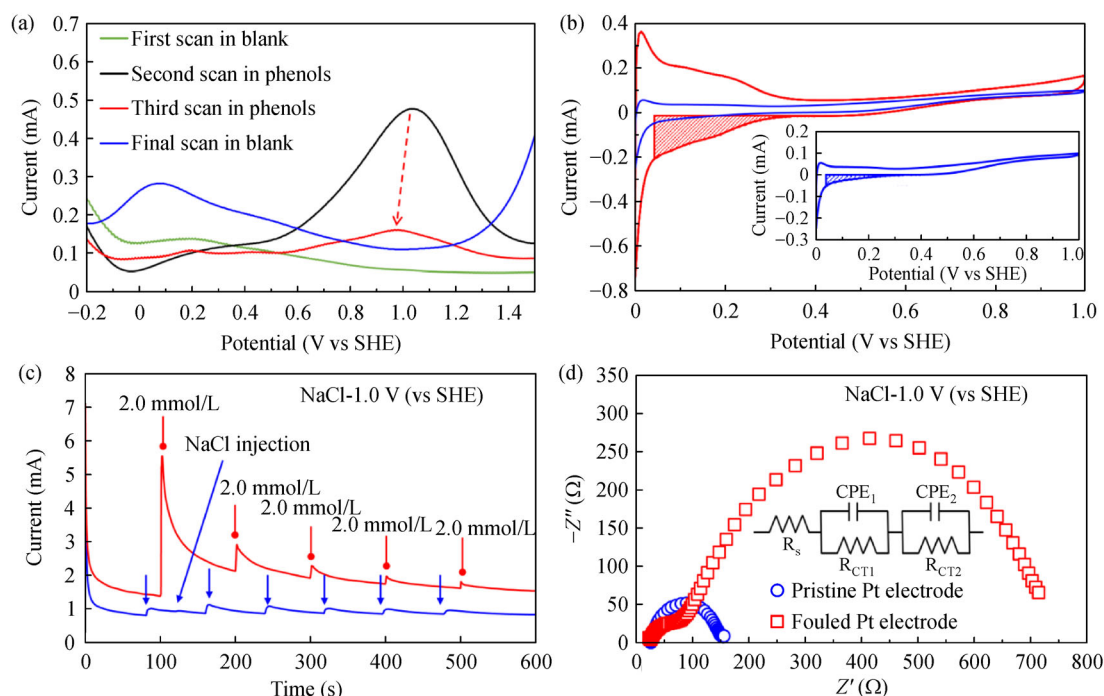 (a)
0.7
0.6
0.5
0.4
0.3
0.2
0.1
0
Current (mA)
First scan in blank
Second scan in phenols
Third scan in phenols
Final scan in blank
−0.2 0 0.2 0.4 0.6 0.8 1.0 1.2 1.4
Potential (V vs SHE)
(b)
0.4
0.2
0
−0.2
−0.4
−0.6
−0.8
Current (mA)
0 0.2 0.4 0.6 0.8 1.0
Potential (V vs SHE)
0.2
0.1
0
−0.1
−0.2
−0.3
Current (mA)
0 0.2 0.4 0.6 0.8 1.0
Potential (V vs SHE)
(c)
8
7
6
5
4
3
2
1
0
Current (mA)
NaCl-1.0 V (vs SHE)
2.0 mmol/L
NaCl injection
2.0 mmol/L
2.0 mmol/L
2.0 mmol/L
2.0 mmol/L
0 100 200 300 400 500 600
Time (s)
(d)
350
300
250
200
150
100
50
0
−Z″ (Ω)
NaCl-1.0 V (vs SHE)
CPE1 CPE2
Rs
RCT1 RCT2
Pristine Pt electrode
Fouled Pt electrode
0 100 200 300 400 500 600 700 800
Z′ (Ω)